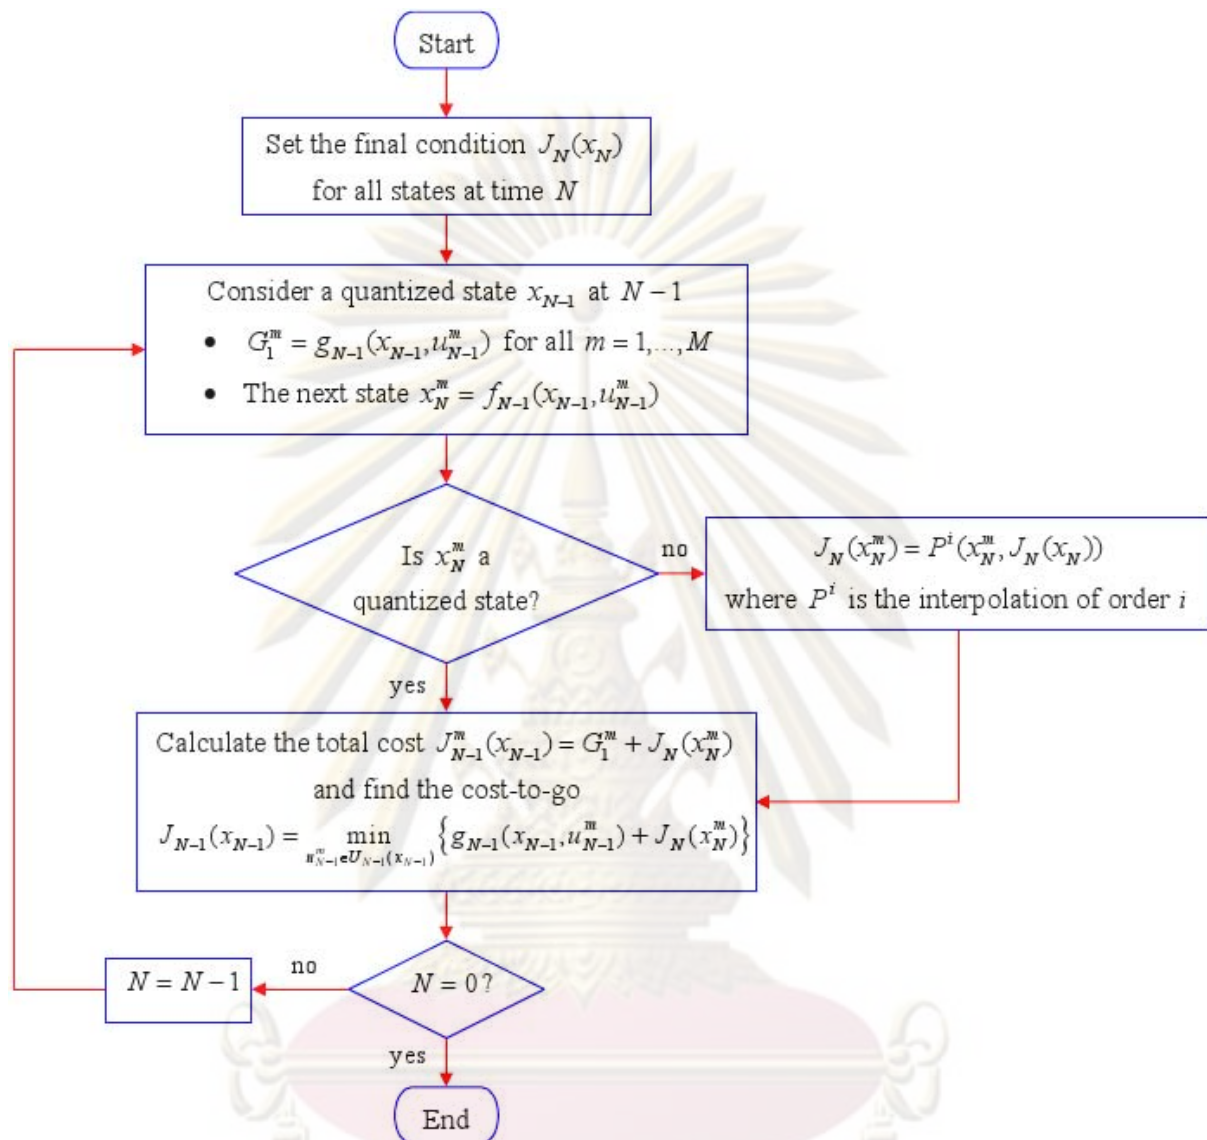 Start
Set the final condition $J_N(x_N)$
for all states at time $N$
Consider a quantized state $x_{N-1}$ at $N-1$
• $G_1^m = g_{N-1}(x_{N-1}, u_{N-1}^m)$ for all $m = 1,...,M$
• The next state $x_N^m = f_{N-1}(x_{N-1}, u_{N-1}^m)$
Is $x_N^m$ a
quantized state?
no
$J_N(x_N^m) = P^i(x_N^m, J_N(x_N))$
where $P^i$ is the interpolation of order $i$
yes
Calculate the total cost $J_{N-1}^m(x_{N-1}) = G_1^m + J_N(x_N^m)$
and find the cost-to-go
$J_{N-1}(x_{N-1}) = \min_{u_{N-1}^m \in U_{N-1}(x_{N-1})} \{g_{N-1}(x_{N-1}, u_{N-1}^m) + J_N(x_N^m)\}$
$N = 0$?
no
$N = N-1$
yes
End